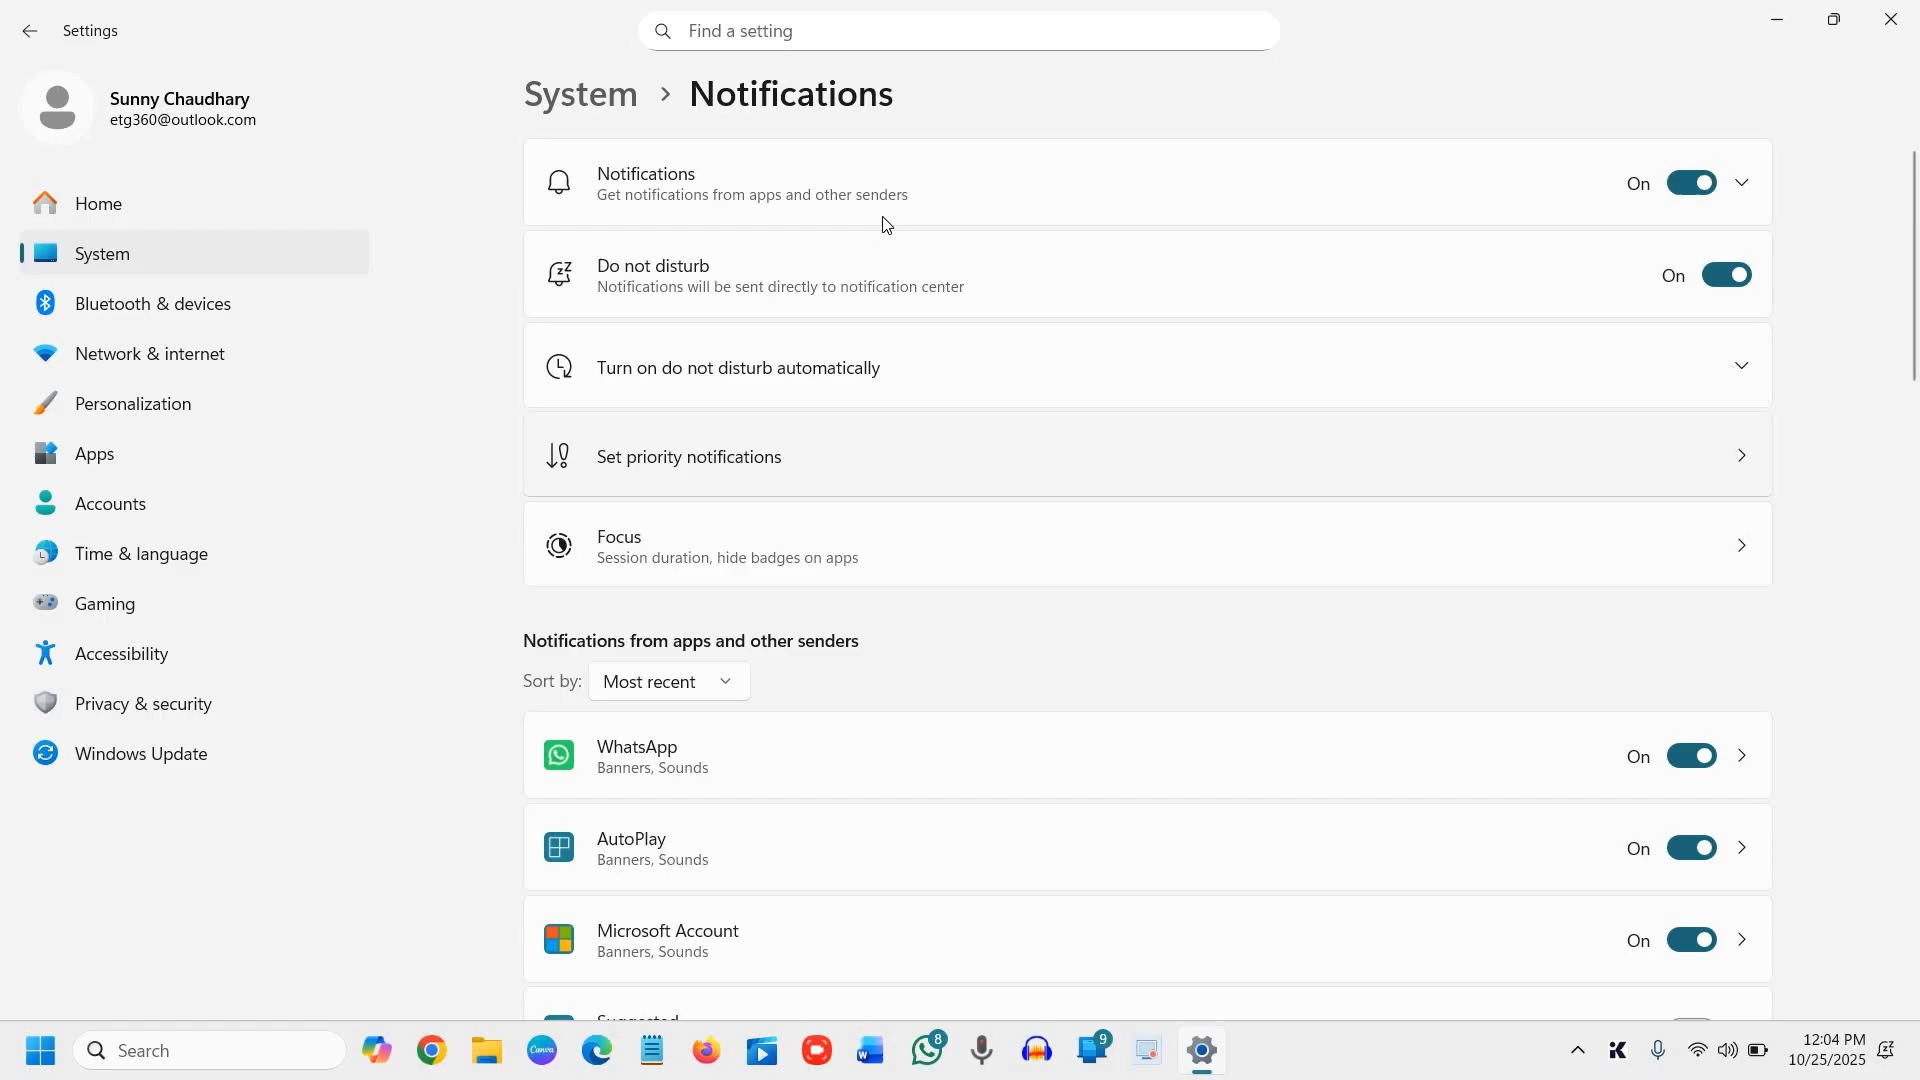 Settings
Find a setting
Sunny Chaudhary
etg360@outlook.com
Home
System
Bluetooth & devices
Network & internet
Personalization
Apps
Accounts
Time & language
Gaming
Accessibility
Privacy & security
Windows Update
System > Notifications
Notifications
Get notifications from apps and other senders
On
Do not disturb
Notifications will be sent directly to notification center
On
Turn on do not disturb automatically
Set priority notifications
Focus
Session duration, hide badges on apps
Notifications from apps and other senders
Sort by: Most recent
WhatsApp
Banners, Sounds
On
AutoPlay
Banners, Sounds
On
Microsoft Account
Banners, Sounds
On
Suggested
Search
Canva
W
8
9
K
12:04 PM
10/25/2025